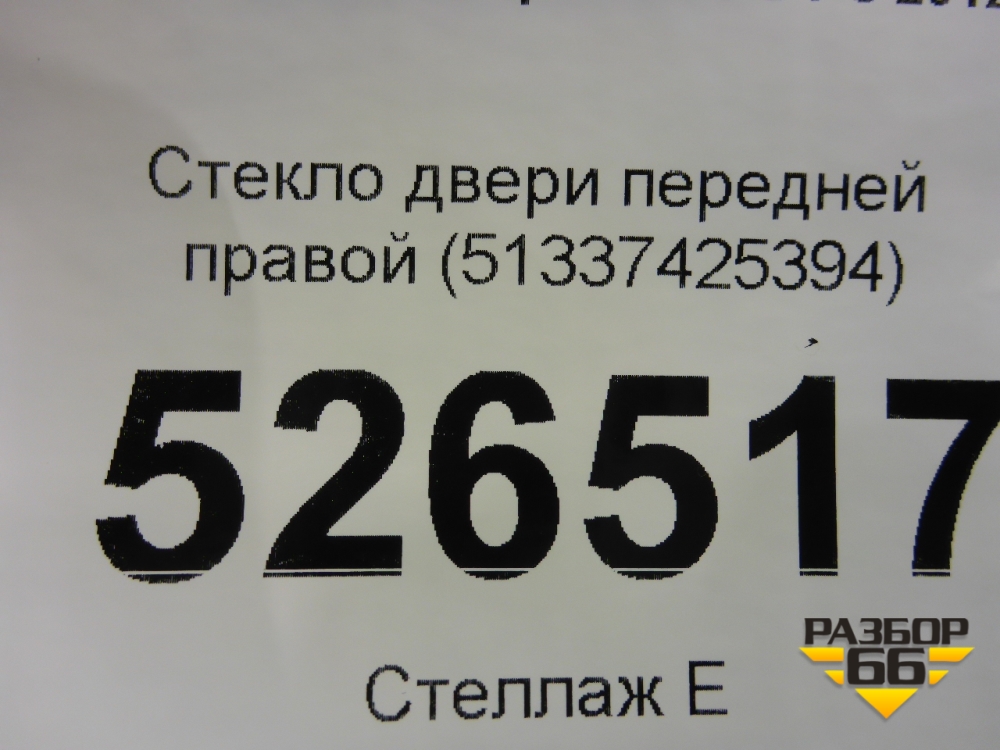 Стекло двери передней
правой (51337425394)
526517
Стеллаж Е
РАЗБОР
66